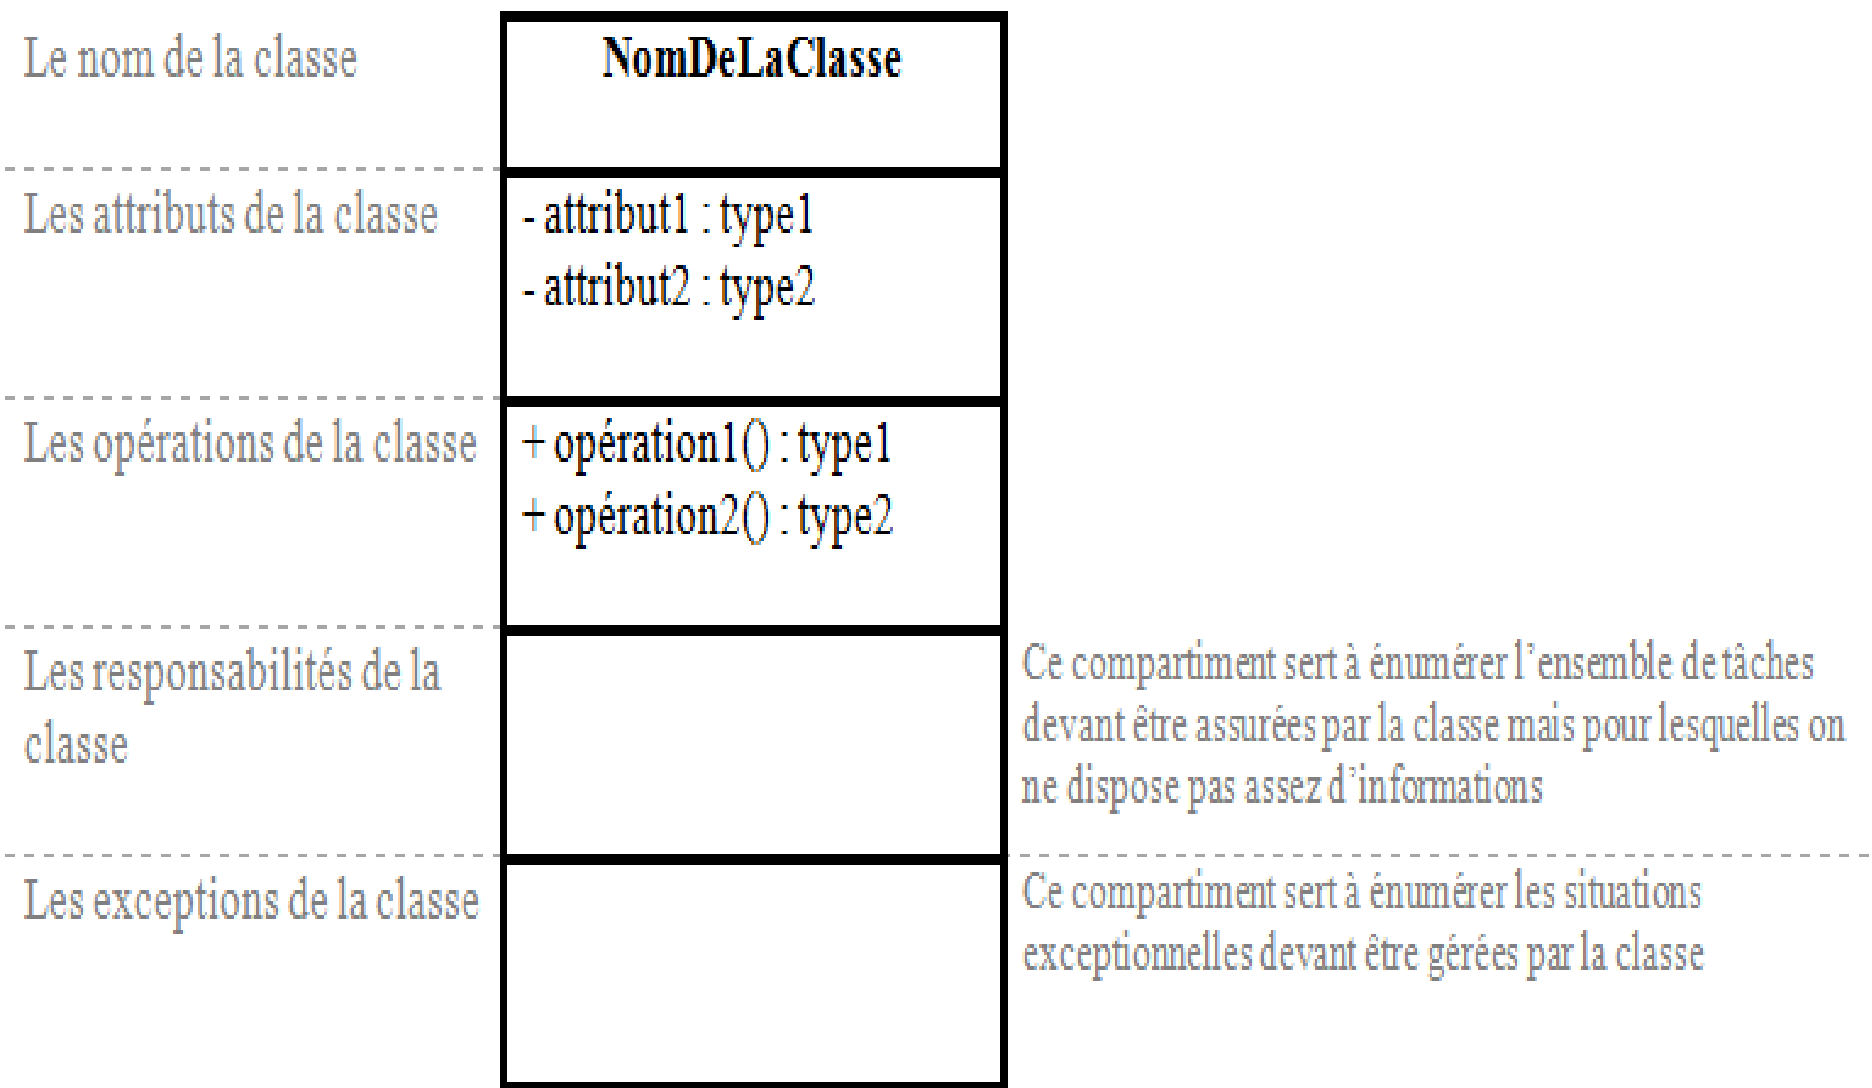 Le nom de la classe
NomDeLaClasse
Les attributs de la classe
- attribut1 : type1
- attribut2 : type2
Les opérations de la classe
+ opération1() : type1
+ opération2() : type2
Les responsabilités de la
classe
Ce compartiment sert à énumérer l’ensemble de tâches
devant être assurées par la classe mais pour lesquelles on
ne dispose pas assez d’informations
Les exceptions de la classe
Ce compartiment sert à énumérer les situations
exceptionnelles devant être gérées par la classe